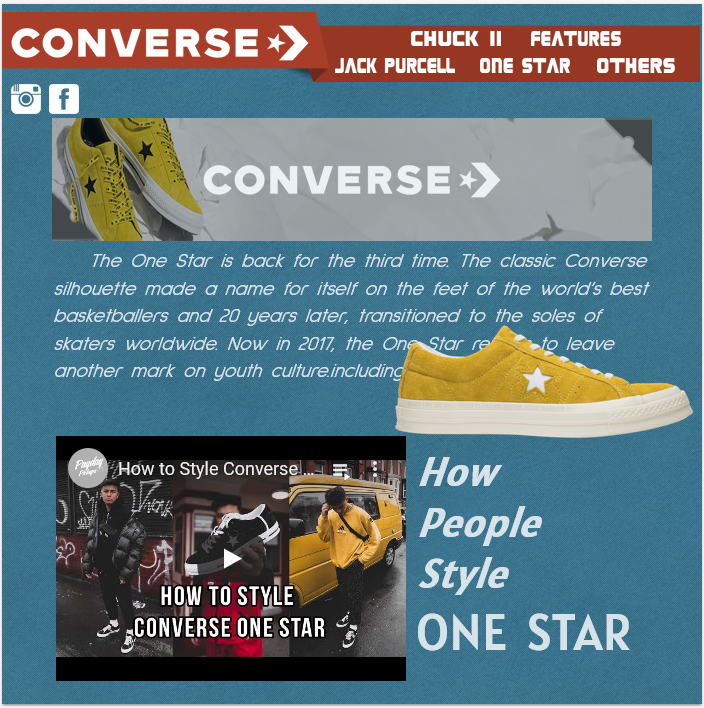 CONVERSE
CHUCK II FEATURES
JACK PURCELL ONE STAR OTHERS
CONVERSE
The One Star is back for the third time. The classic Converse
silhouette made a name for itself on the feet of the world's best
basketballers and 20 years later, transitioned to the soles of
skaters worldwide. Now in 2017, the One Star re to leave
another mark on youth culture.including
Payday
How to Style Converse ...
HOW TO STYLE
CONVERSE ONE STAR
How
People
Style
ONE STAR